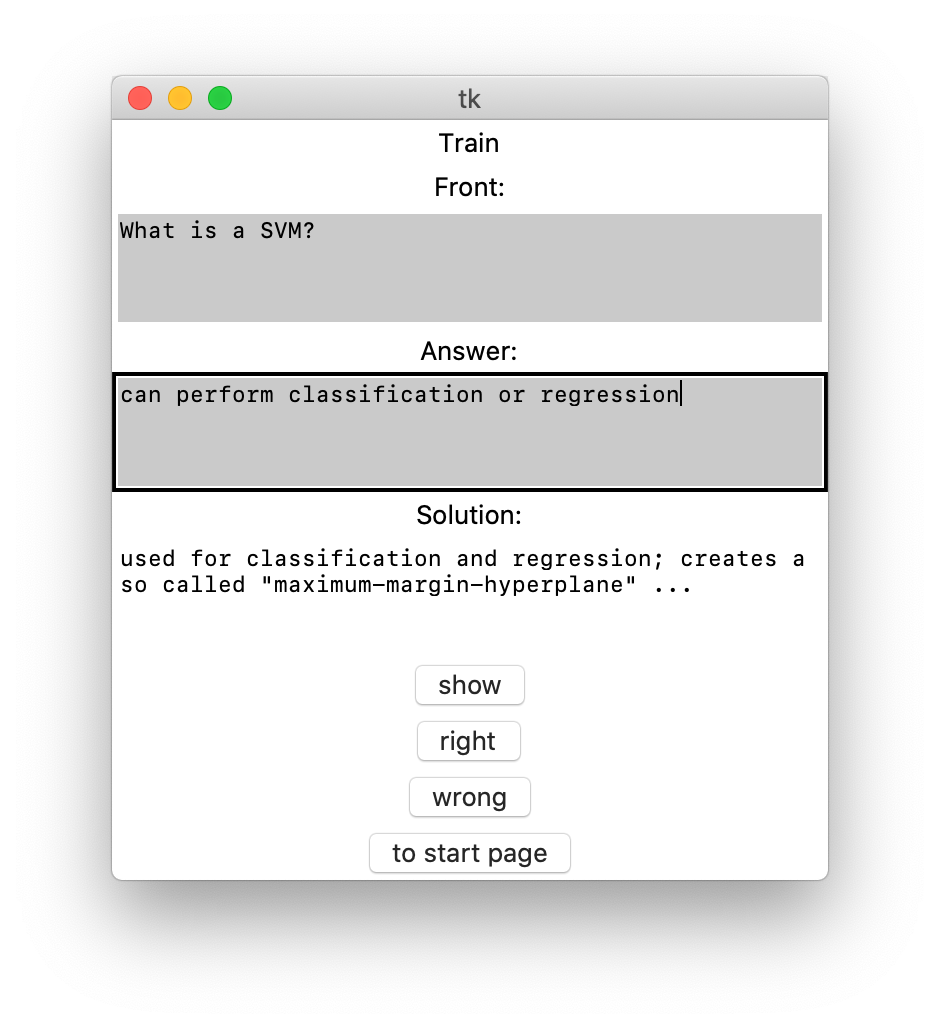 tk
Train
Front:
What is a SVM?
Answer:
can perform classification or regression
Solution:
used for classification and regression; creates a
so called "maximum-margin-hyperplane" ...
show
right
wrong
to start page